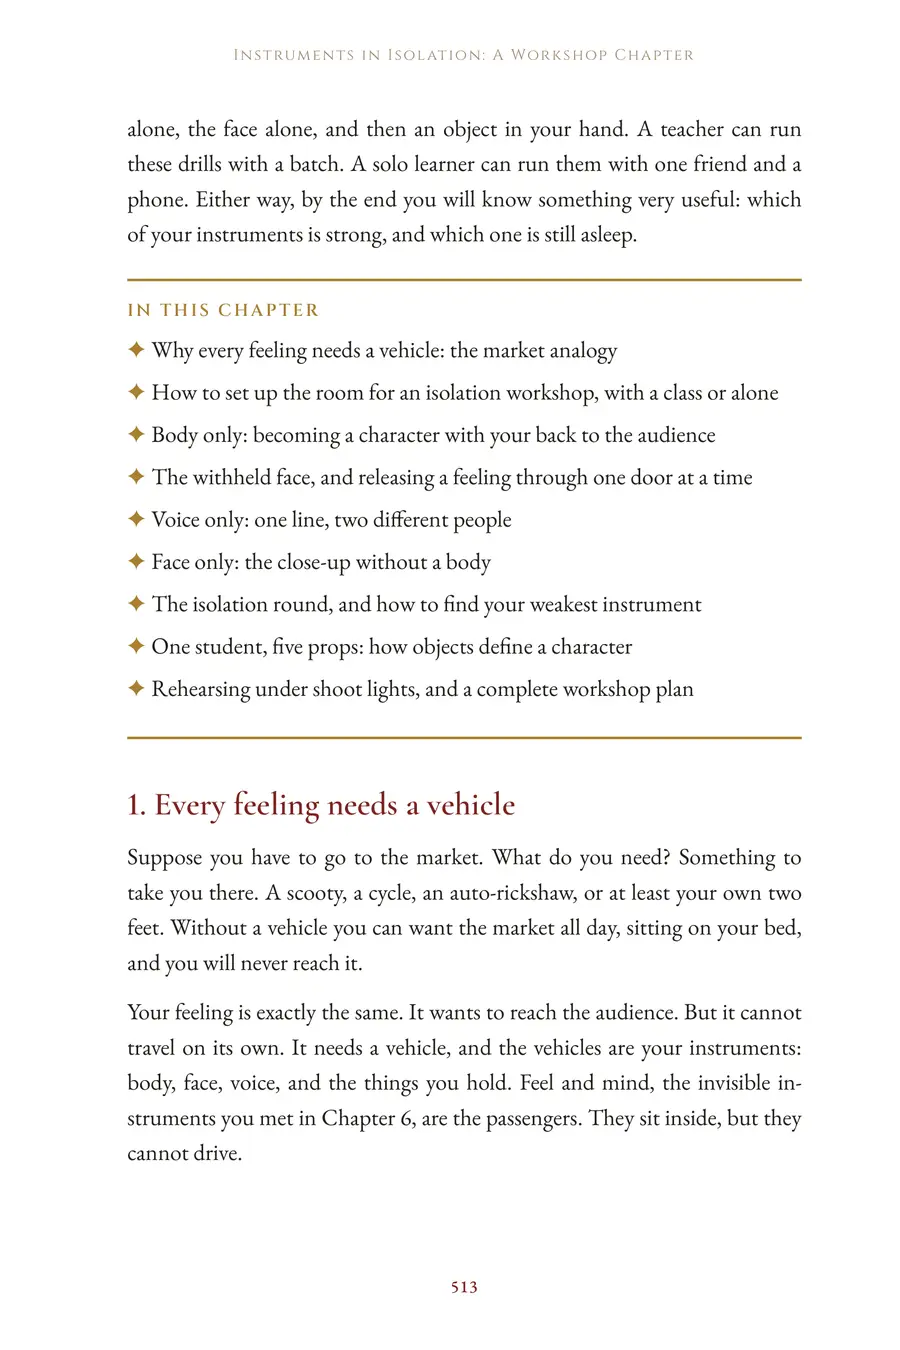 Instruments in Isolation: A Workshop Chapter
alone, the face alone, and then an object in your hand. A teacher can run
these drills with a batch. A solo learner can run them with one friend and a
phone. Either way, by the end you will know something very useful: which
of your instruments is strong, and which one is still asleep.
IN THIS CHAPTER
✦ Why every feeling needs a vehicle: the market analogy
✦ How to set up the room for an isolation workshop, with a class or alone
✦ Body only: becoming a character with your back to the audience
✦ The withheld face, and releasing a feeling through one door at a time
✦ Voice only: one line, two different people
✦ Face only: the close-up without a body
✦ The isolation round, and how to find your weakest instrument
✦ One student, five props: how objects define a character
✦ Rehearsing under shoot lights, and a complete workshop plan
1. Every feeling needs a vehicle
Suppose you have to go to the market. What do you need? Something to
take you there. A scooty, a cycle, an auto-rickshaw, or at least your own two
feet. Without a vehicle you can want the market all day, sitting on your bed,
and you will never reach it.
Your feeling is exactly the same. It wants to reach the audience. But it cannot
travel on its own. It needs a vehicle, and the vehicles are your instruments:
body, face, voice, and the things you hold. Feel and mind, the invisible in-
struments you met in Chapter 6, are the passengers. They sit inside, but they
cannot drive.
513